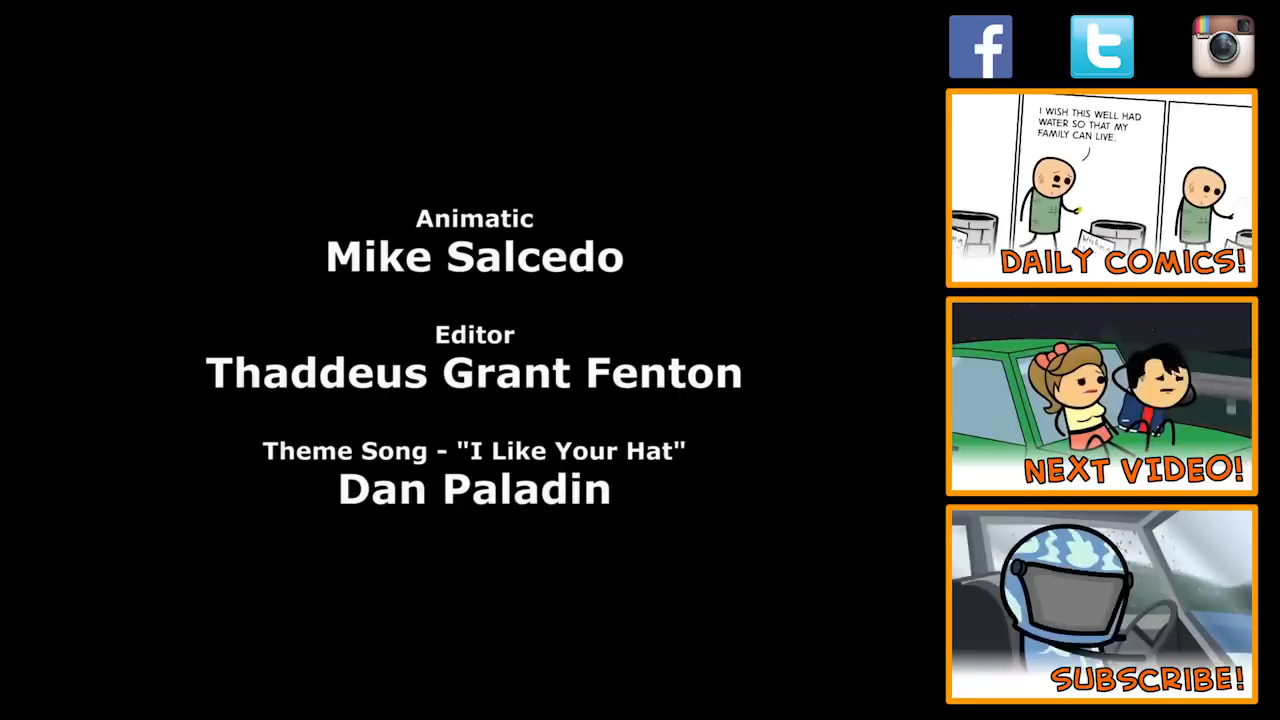 Animatic
Mike Salcedo
Editor
Thaddeus Grant Fenton
Theme Song - "I Like Your Hat"
Dan Paladin
I WISH THIS WELL HAD
WATER SO THAT MY
FAMILY CAN LIVE.
DAILY COMICS!
NEXT VIDEO!
SUBSCRIBE!